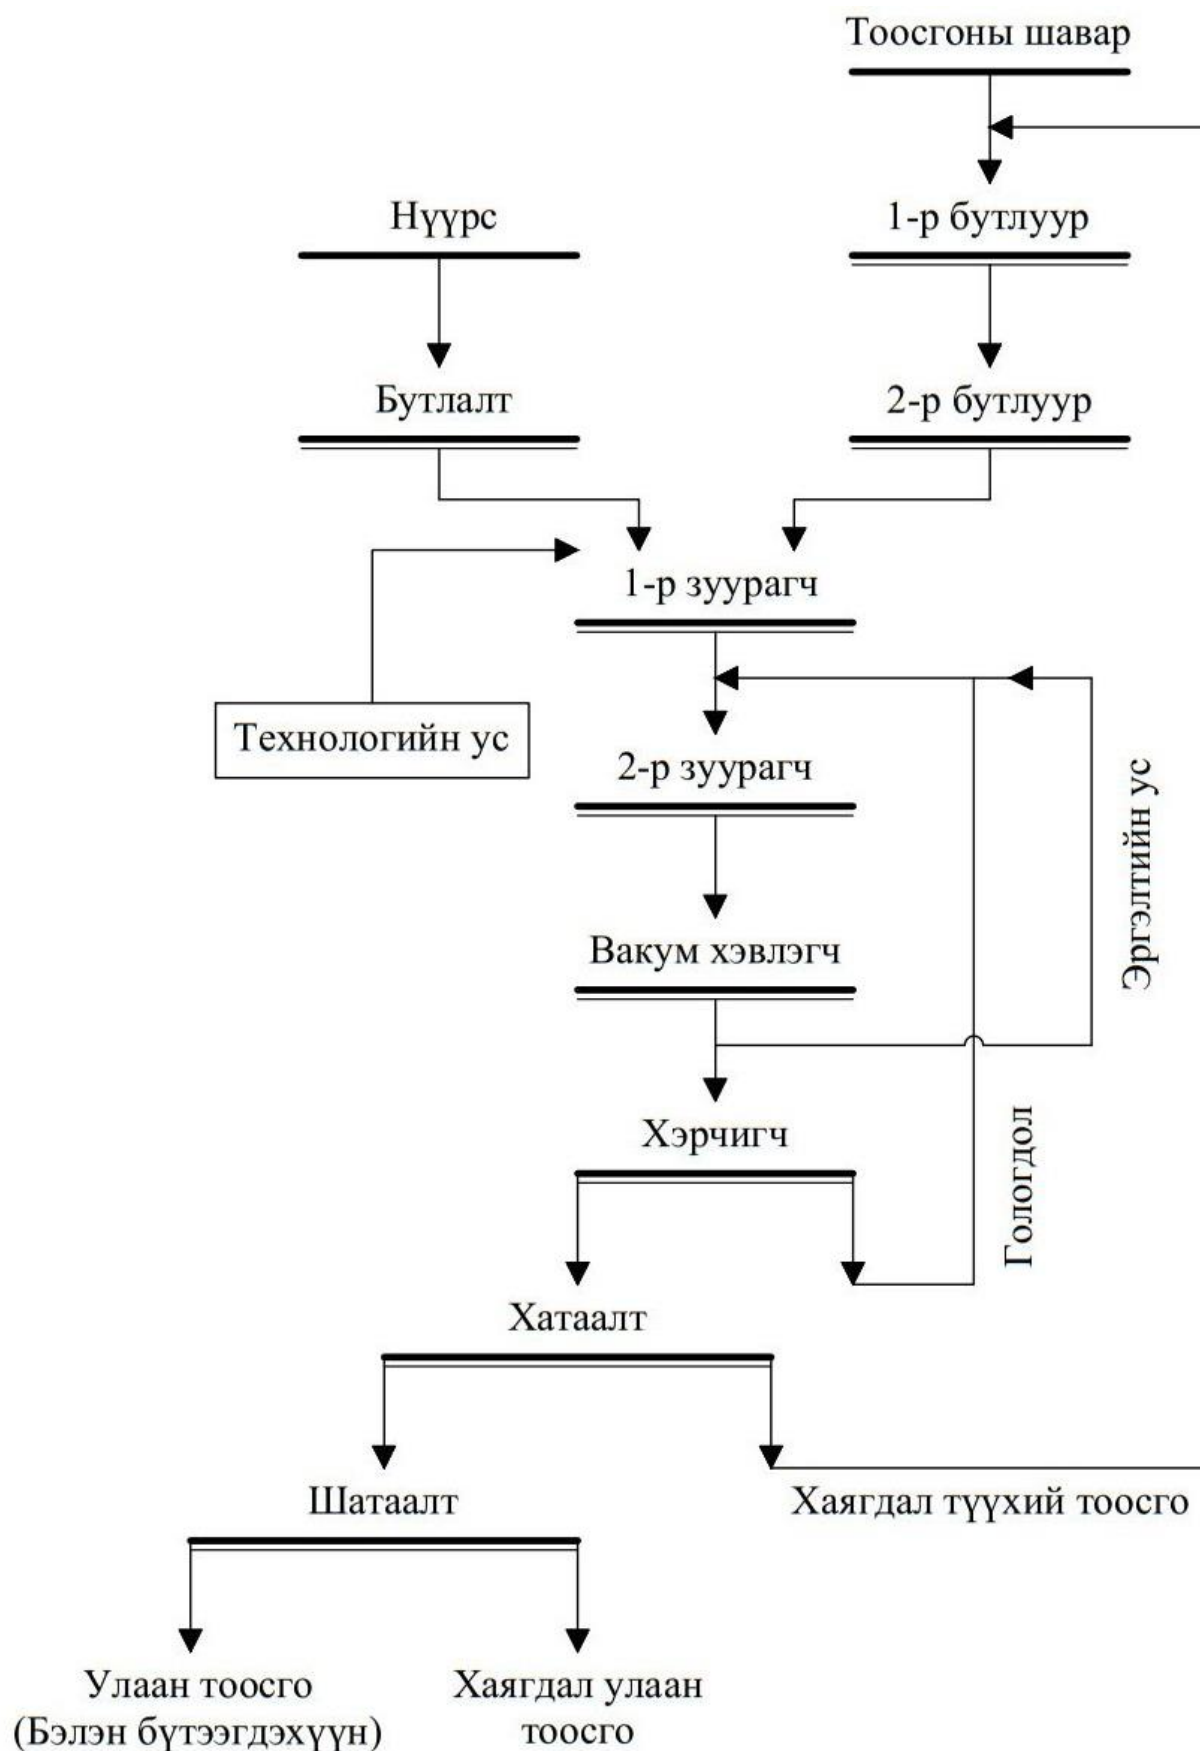 Тоосгоны шавар
Нүүрс
1-р бутлуур
Бутлалт
2-р бутлуур
1-р зуурагч
Технологийн ус
2-р зуурагч
Эргэлтийн ус
Вакум хэвлэгч
Хэрчигч
Гологдол
Хатаалт
Шатаалт
Хаягдал түүхий тоосго
Улаан тоосго
(Бэлэн бүтээгдэхүүн)
Хаягдал улаан
тоосго